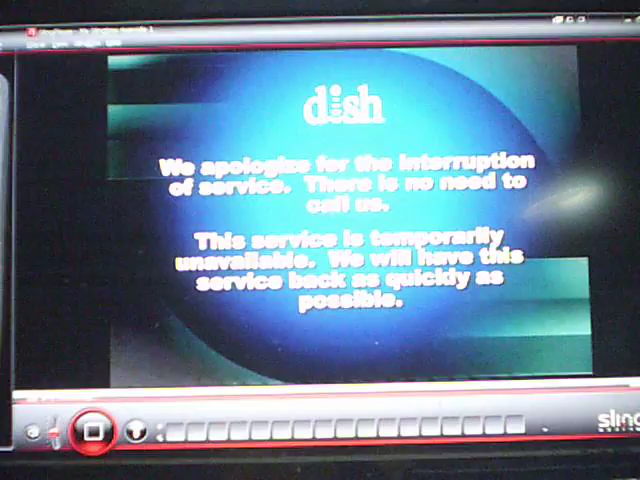 dish
We apologize for the interruption
of service. There is no need to
call us.
This service is temporarily
unavailable. We will have this
service back as quickly as
possible.
sling